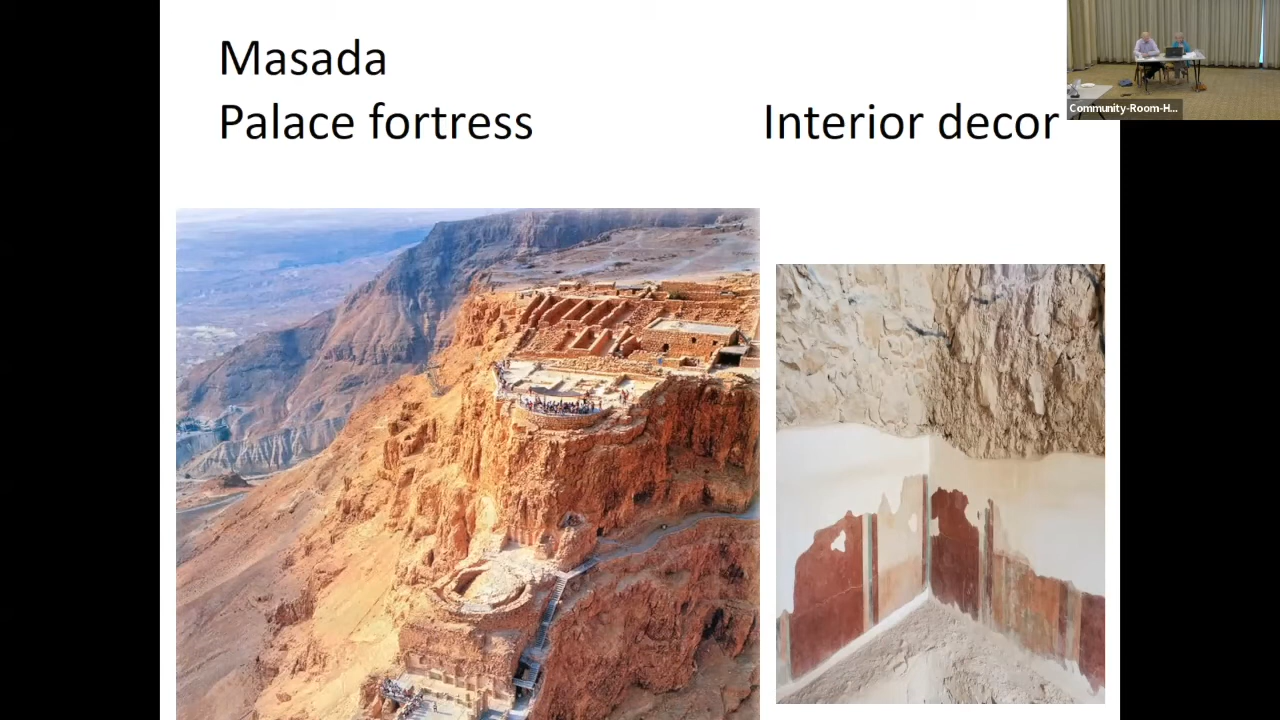 Masada
Palace fortress
Interior decor
Community-Room-H...